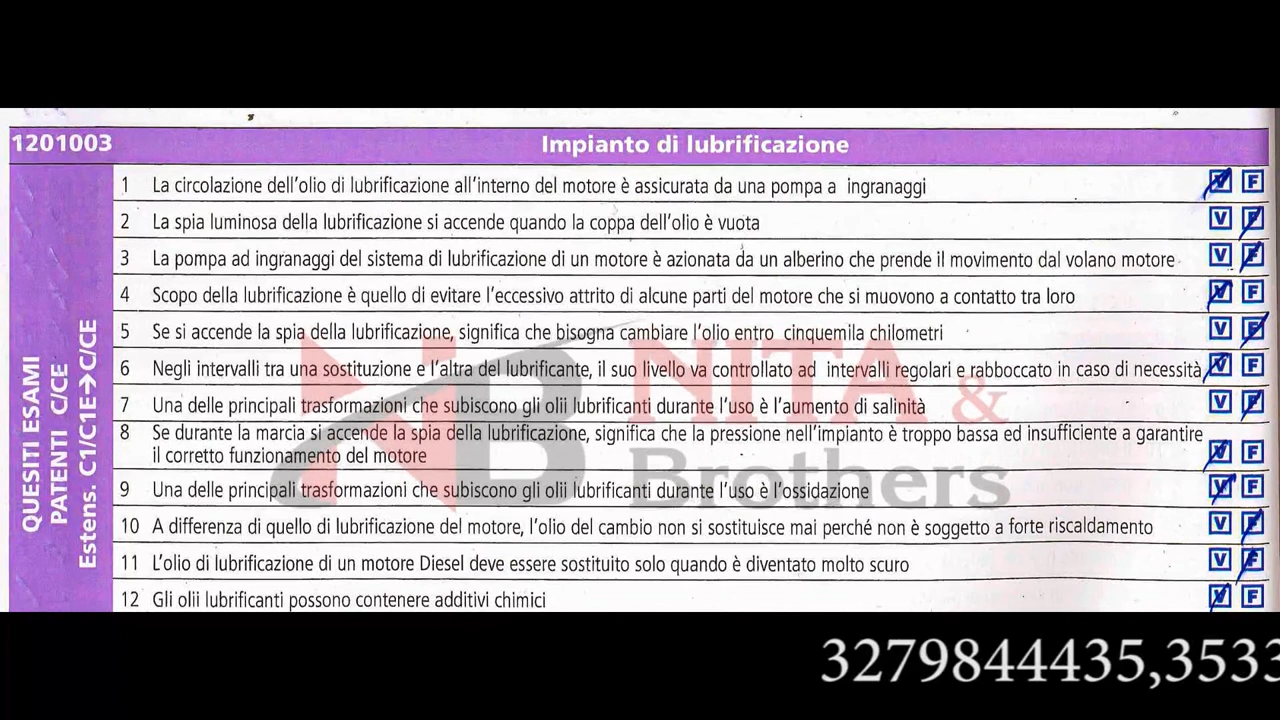 1201003 Impianto di lubrificazione
QUESITI ESAMI
PATENTI C/CE
Estens. C1/C1E→C/CE
1 La circolazione dell'olio di lubrificazione all'interno del motore è assicurata da una pompa a ingranaggi V F
2 La spia luminosa della lubrificazione si accende quando la coppa dell'olio è vuota V F
3 La pompa ad ingranaggi del sistema di lubrificazione di un motore è azionata da un alberino che prende il movimento dal volano motore V F
4 Scopo della lubrificazione è quello di evitare l'eccessivo attrito di alcune parti del motore che si muovono a contatto tra loro V F
5 Se si accende la spia della lubrificazione, significa che bisogna cambiare l'olio entro cinquemila chilometri V F
6 Negli intervalli tra una sostituzione e l'altra del lubrificante, il suo livello va controllato ad intervalli regolari e rabboccato in caso di necessità V F
7 Una delle principali trasformazioni che subiscono gli olii lubrificanti durante l'uso è l'aumento di salinità V F
8 Se durante la marcia si accende la spia della lubrificazione, significa che la pressione nell'impianto è troppo bassa ed insufficiente a garantire
il corretto funzionamento del motore V F
9 Una delle principali trasformazioni che subiscono gli olii lubrificanti durante l'uso è l'ossidazione V F
10 A differenza di quello di lubrificazione del motore, l'olio del cambio non si sostituisce mai perché non è soggetto a forte riscaldamento V F
11 L'olio di lubrificazione di un motore Diesel deve essere sostituito solo quando è diventato molto scuro V F
12 Gli olii lubrificanti possono contenere additivi chimici V F
NB NITA &
Brothers
3279844435,3533